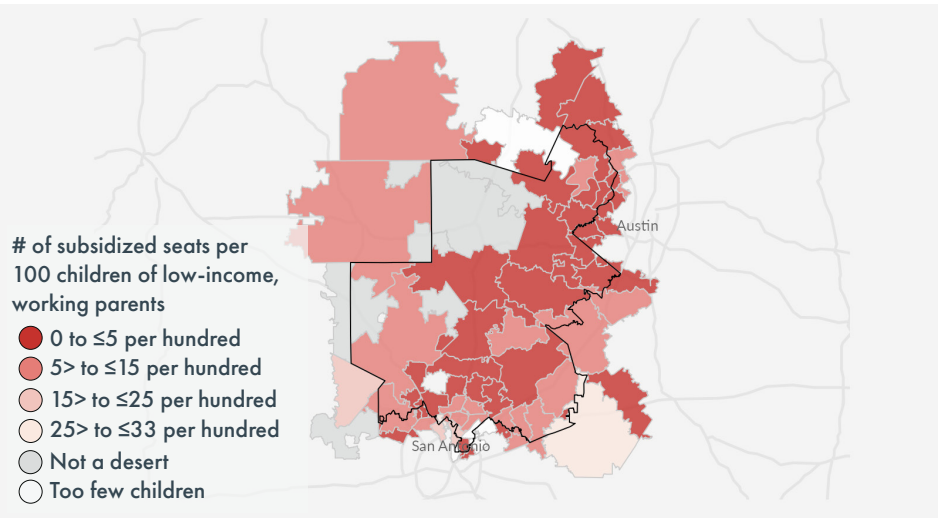 # of subsidized seats per
100 children of low-income,
working parents
0 to ≤5 per hundred
5> to ≤15 per hundred
15> to ≤25 per hundred
25> to ≤33 per hundred
Not a desert
Too few children
Austin
San Antonio